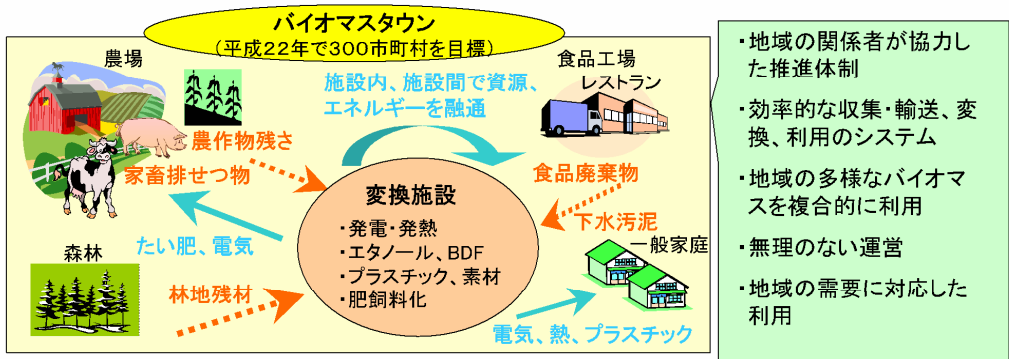 バイオマスタウン
(平成22年で300市町村を目標)
農場
施設内、施設間で資源、
エネルギーを融通
食品工場
レストラン
農作物残さ
家畜排せつ物
食品廃棄物
下水汚泥
変換施設
・発電・発熱
・エタノール、BDF
・プラスチック、素材
・肥飼料化
たい肥、電気
森林
林地残材
一般家庭
電気、熱、プラスチック
・地域の関係者が協力し
た推進体制
・効率的な収集・輸送、変
換、利用のシステム
・地域の多様なバイオマ
スを複合的に利用
・無理のない運営
・地域の需要に対応した
利用